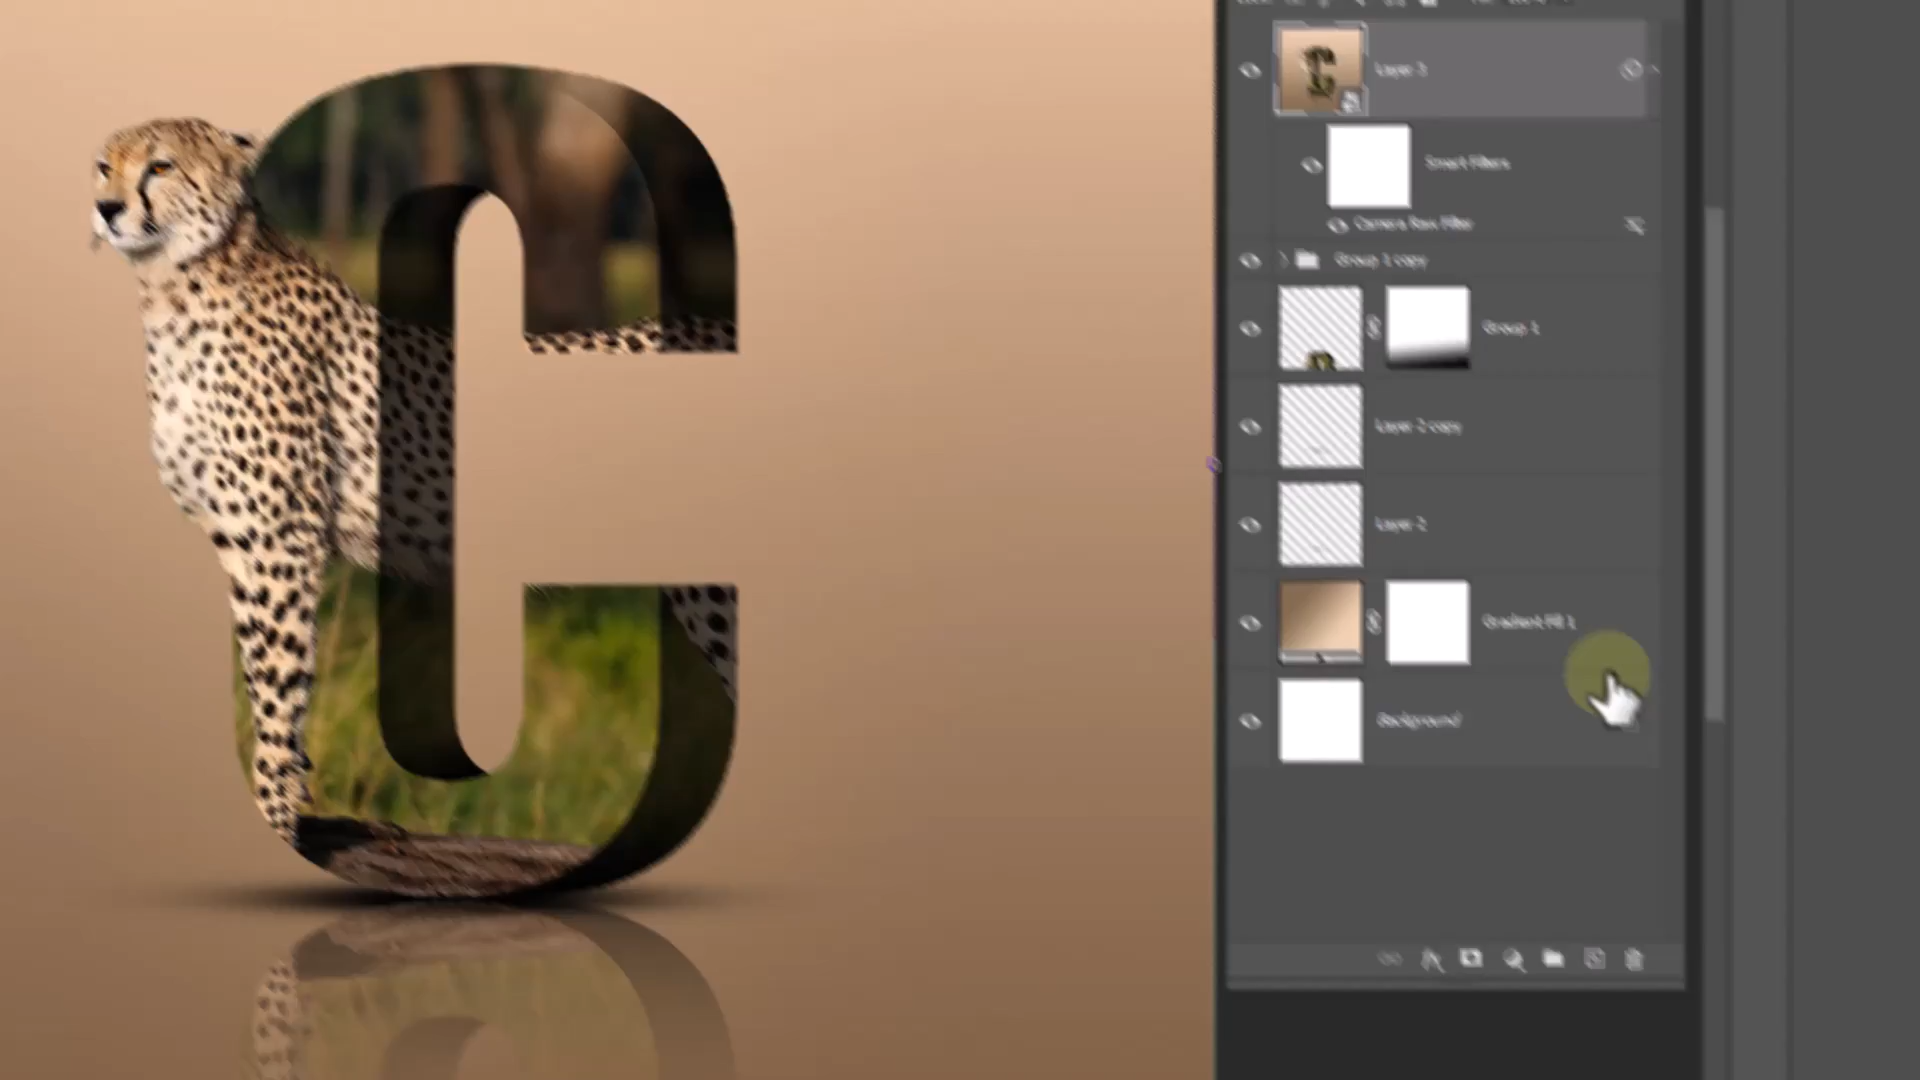 C
Layer 3
Smart Filters
Camera Raw Filter
Group 1 copy
Group 1
Layer 2 copy
Layer 2
Gradient Fill 1
Background